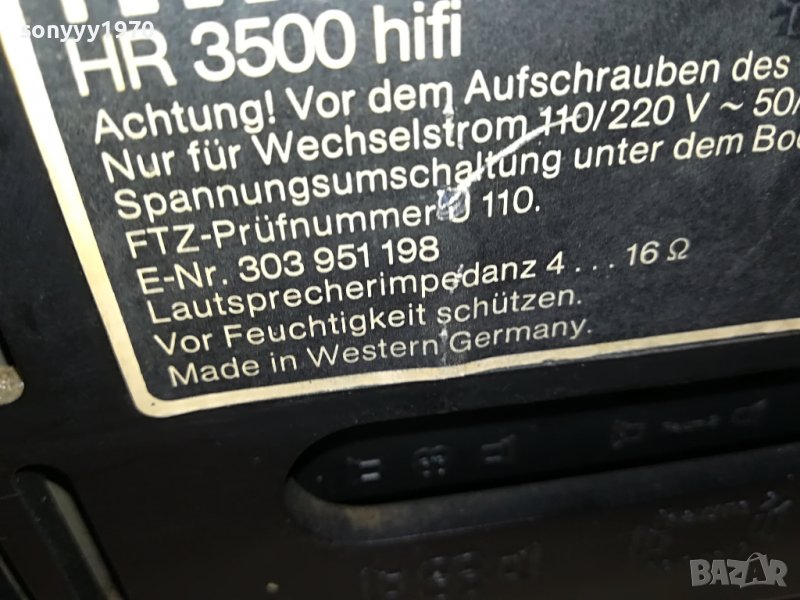 sonyyy1970
HR 3500 hifi
Achtung! Vor dem Aufschrauben des
Nur für Wechselstrom 110/220 V ~ 50/
Spannungsumschaltung unter dem Bo
FTZ-Prüfnummer U 110.
E-Nr. 303 951 198
Lautsprecherimpedanz 4 ... 16 Ω
Vor Feuchtigkeit schützen.
Made in Western Germany.
BAZAR